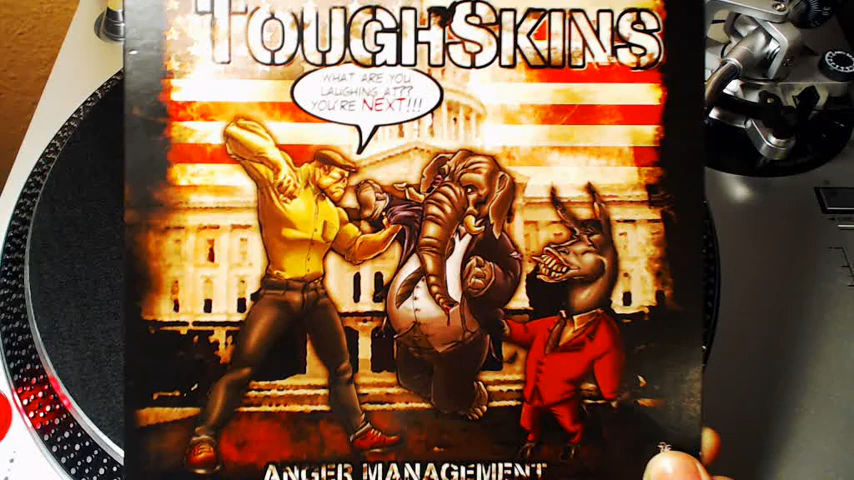 TOUGHSKINS
WHAT ARE YOU
LAUGHING AT??
YOU'RE NEXT!!!
ANGER MANAGEMENT